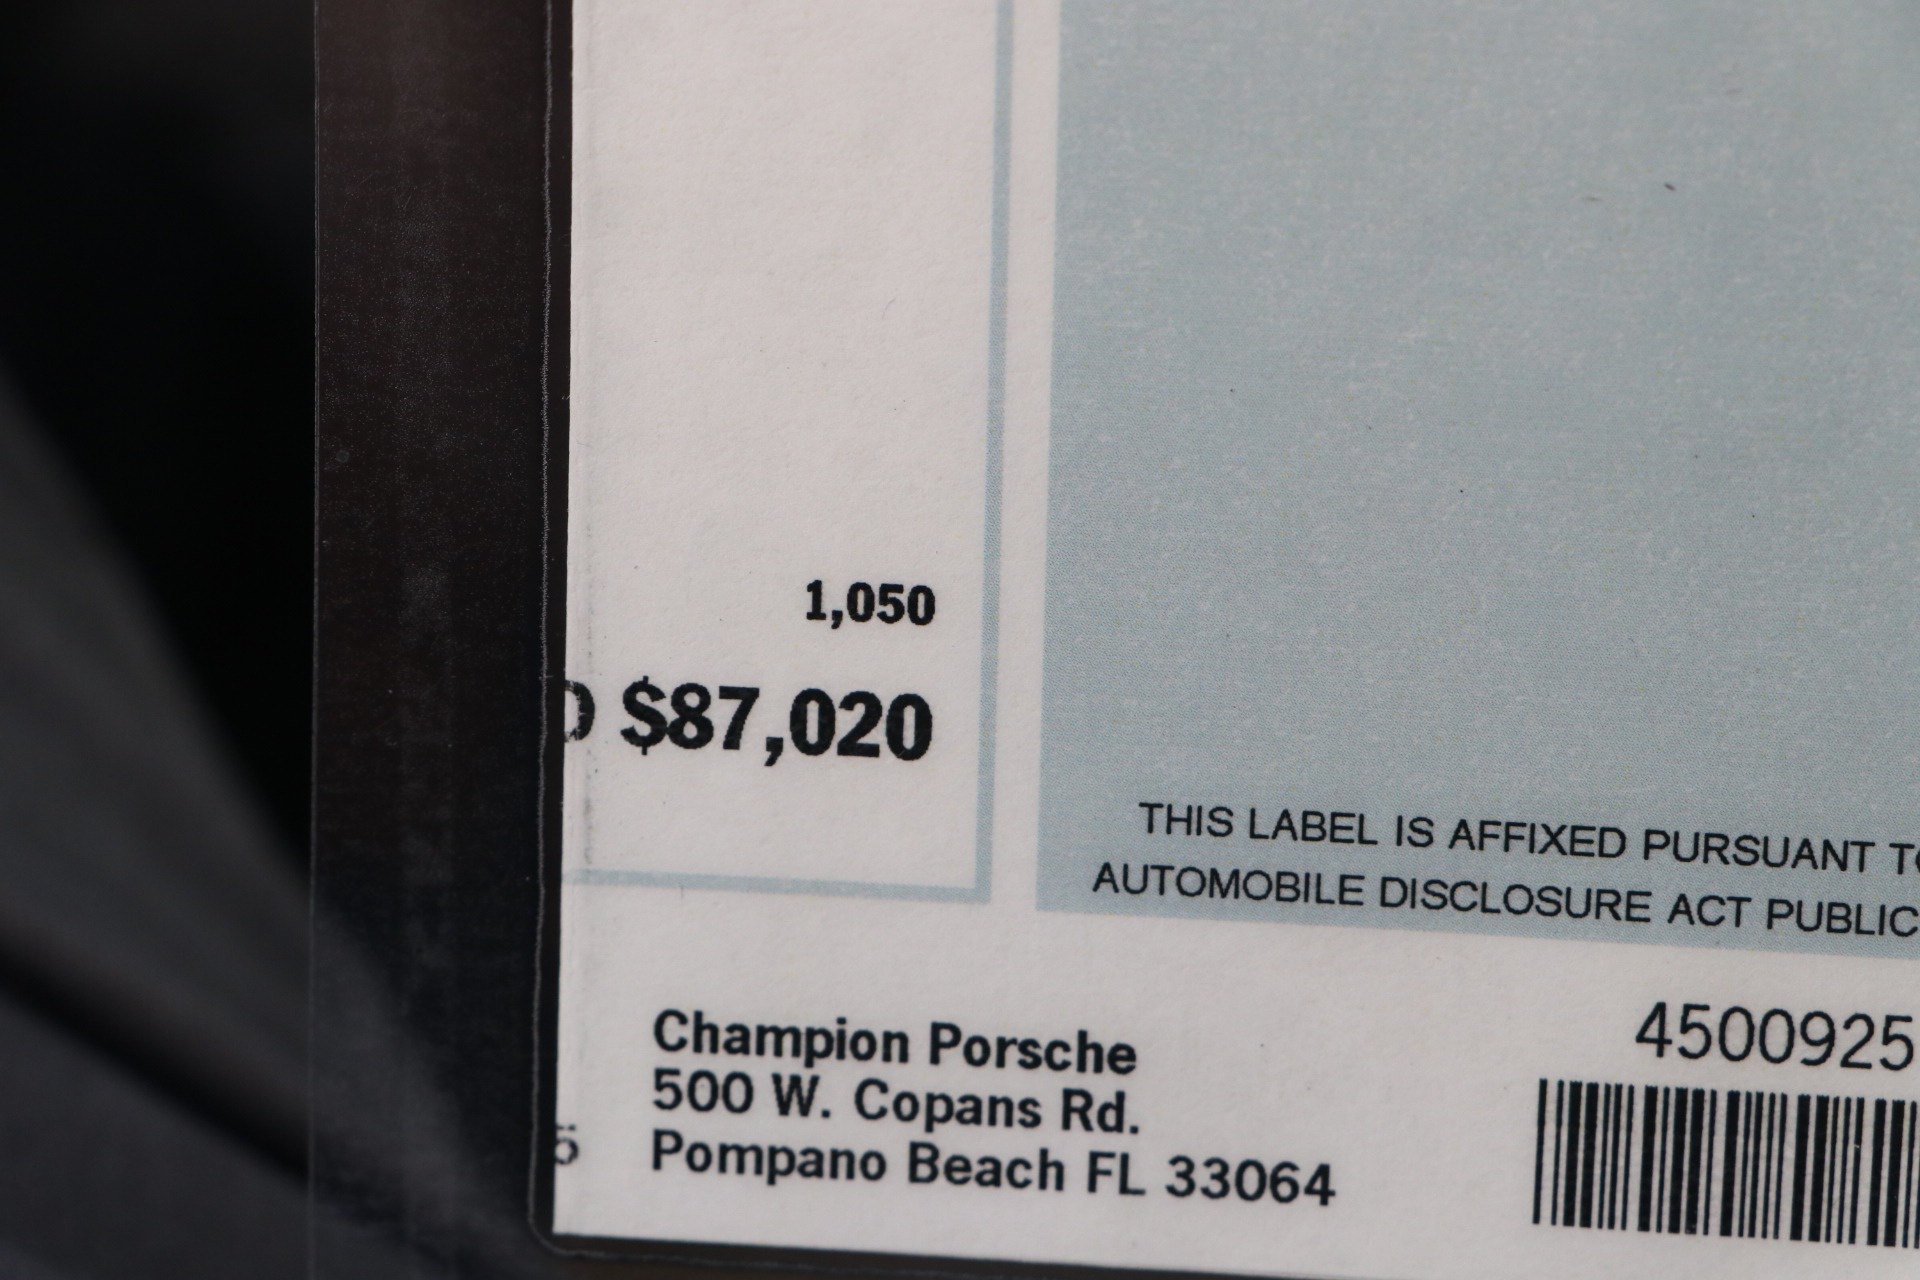 1,050
$87,020
THIS LABEL IS AFFIXED PURSUANT
AUTOMOBILE DISCLOSURE ACT PUBLIC
Champion Porsche
500 W. Copans Rd.
Pompano Beach FL 33064
4500925